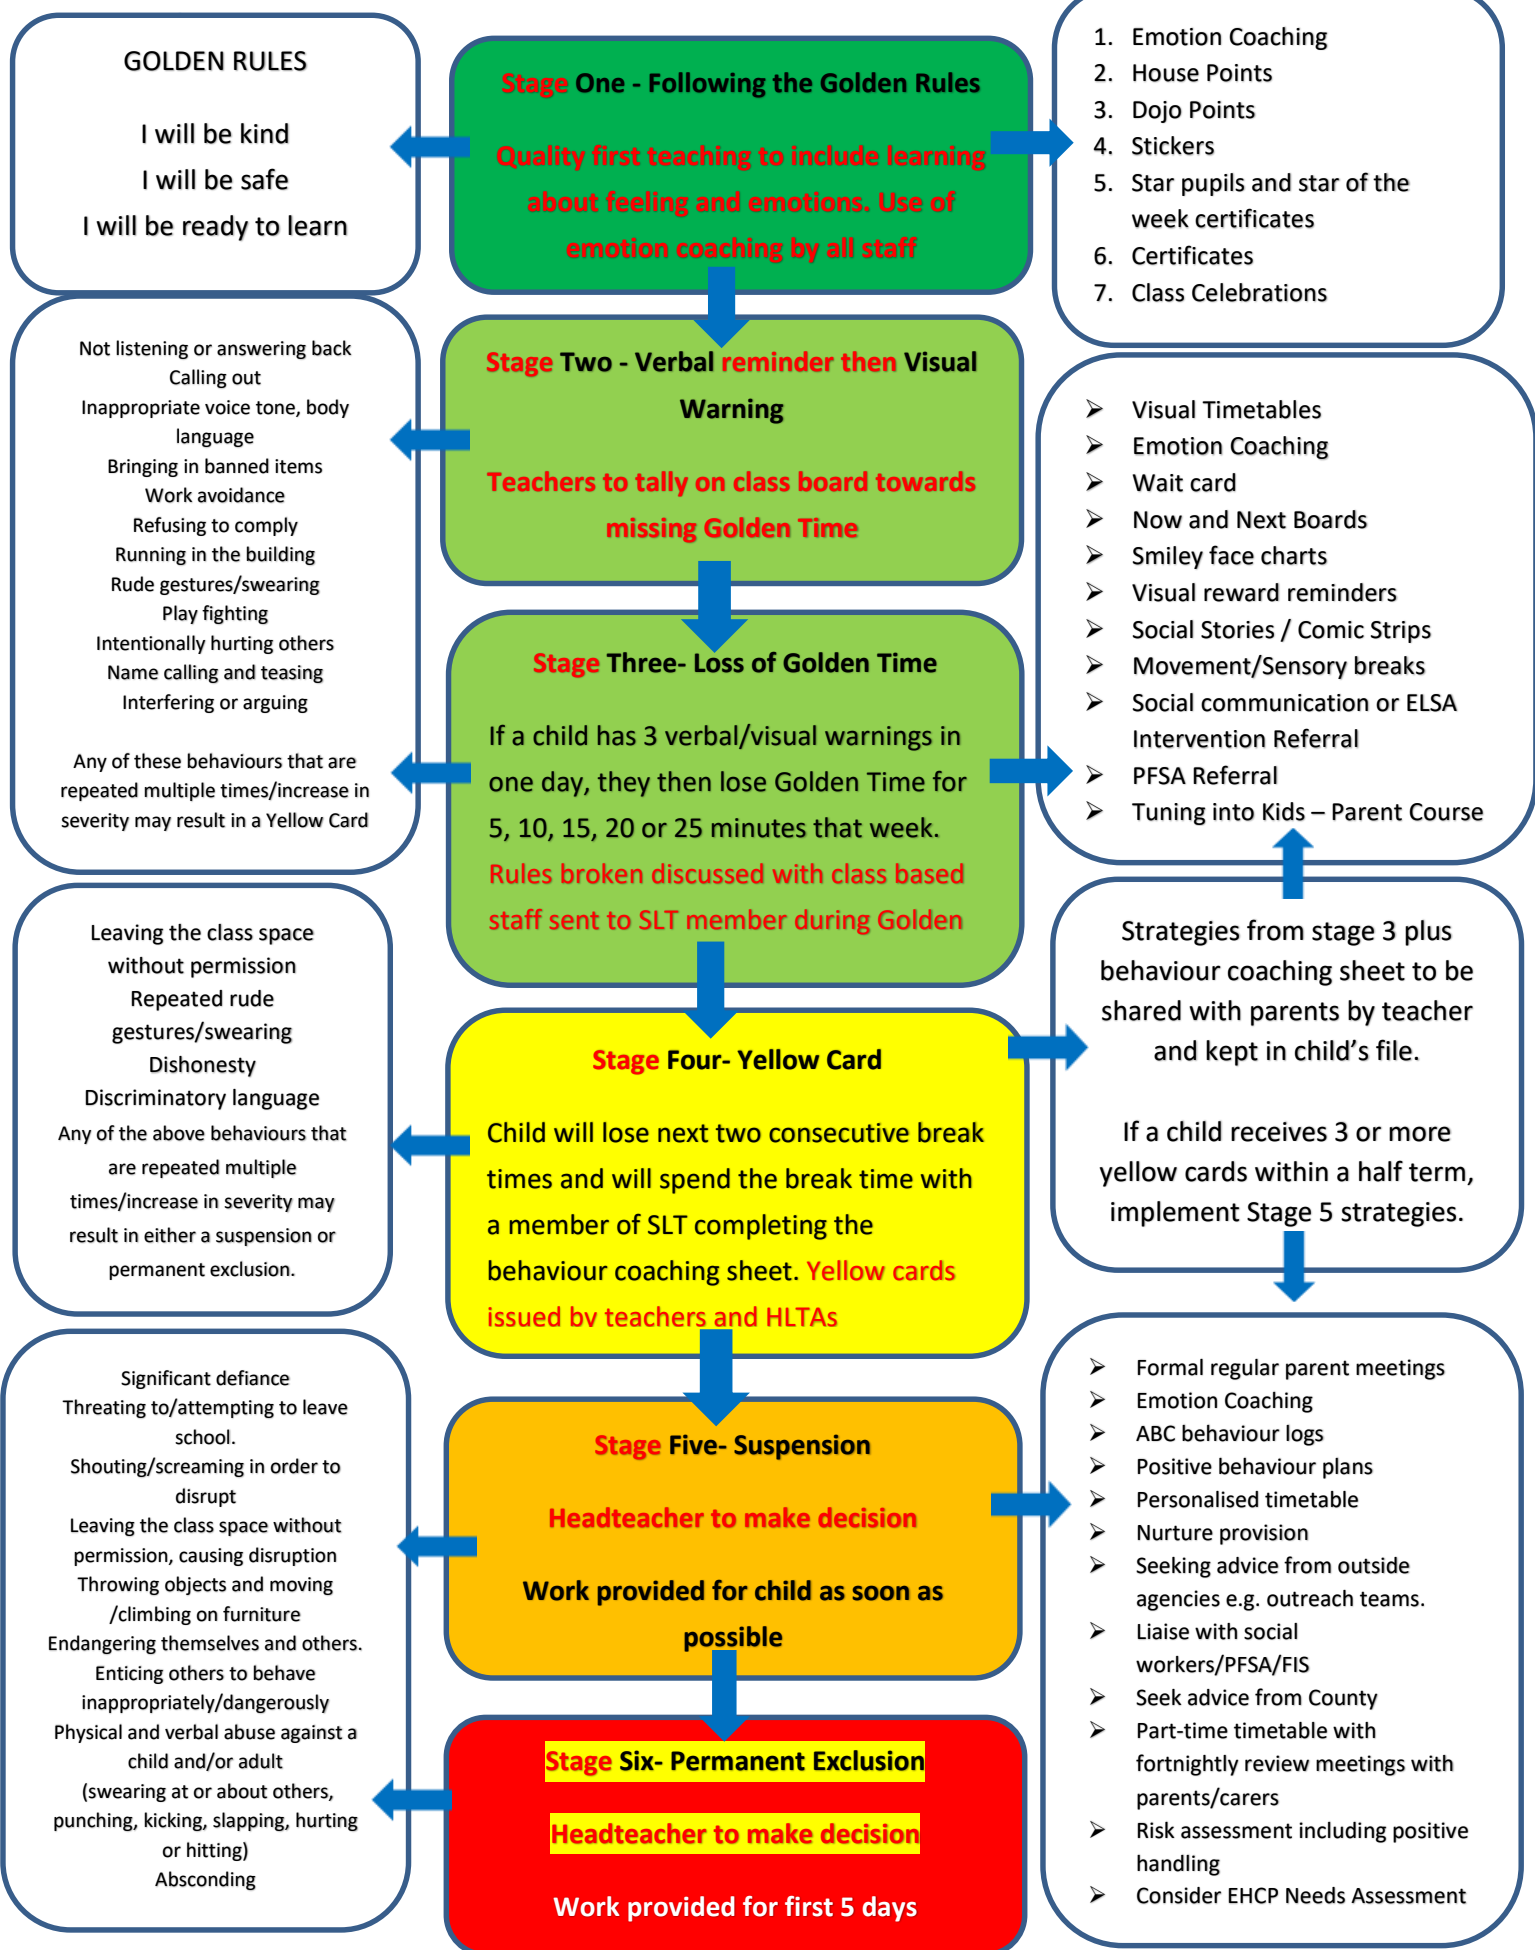 GOLDEN RULES
I will be kind
I will be safe
I will be ready to learn
Stage One - Following the Golden Rules
Quality first teaching to include learning
about feeling and emotions. Use of
emotion coaching by all staff
1. Emotion Coaching
2. House Points
3. Dojo Points
4. Stickers
5. Star pupils and star of the
week certificates
6. Certificates
7. Class Celebrations
Not listening or answering back
Calling out
Inappropriate voice tone, body
language
Bringing in banned items
Work avoidance
Refusing to comply
Running in the building
Rude gestures/swearing
Play fighting
Intentionally hurting others
Name calling and teasing
Interfering or arguing
Any of these behaviours that are
repeated multiple times/increase in
severity may result in a Yellow Card
Stage Two - Verbal reminder then Visual
Warning
Teachers to tally on class board towards
missing Golden Time
Stage Three- Loss of Golden Time
If a child has 3 verbal/visual warnings in
one day, they then lose Golden Time for
5, 10, 15, 20 or 25 minutes that week.
Rules broken discussed with class based
staff sent to SLT member during Golden
➢ Visual Timetables
➢ Emotion Coaching
➢ Wait card
➢ Now and Next Boards
➢ Smiley face charts
➢ Visual reward reminders
➢ Social Stories / Comic Strips
➢ Movement/Sensory breaks
➢ Social communication or ELSA
Intervention Referral
➢ PFSA Referral
➢ Tuning into Kids – Parent Course
Leaving the class space
without permission
Repeated rude
gestures/swearing
Dishonesty
Discriminatory language
Any of the above behaviours that
are repeated multiple
times/increase in severity may
result in either a suspension or
permanent exclusion.
Stage Four- Yellow Card
Child will lose next two consecutive break
times and will spend the break time with
a member of SLT completing the
behaviour coaching sheet. Yellow cards
issued by teachers and HLTAs
Strategies from stage 3 plus
behaviour coaching sheet to be
shared with parents by teacher
and kept in child's file.
If a child receives 3 or more
yellow cards within a half term,
implement Stage 5 strategies.
Significant defiance
Threating to/attempting to leave
school.
Shouting/screaming in order to
disrupt
Leaving the class space without
permission, causing disruption
Throwing objects and moving
/climbing on furniture
Endangering themselves and others.
Enticing others to behave
inappropriately/dangerously
Physical and verbal abuse against a
child and/or adult
(swearing at or about others,
punching, kicking, slapping, hurting
or hitting)
Absconding
Stage Five- Suspension
Headteacher to make decision
Work provided for child as soon as
possible
Stage Six- Permanent Exclusion
Headteacher to make decision
Work provided for first 5 days
➢ Formal regular parent meetings
➢ Emotion Coaching
➢ ABC behaviour logs
➢ Positive behaviour plans
➢ Personalised timetable
➢ Nurture provision
➢ Seeking advice from outside
agencies e.g. outreach teams.
➢ Liaise with social
workers/PFSA/FIS
➢ Seek advice from County
➢ Part-time timetable with
fortnightly review meetings with
parents/carers
➢ Risk assessment including positive
handling
➢ Consider EHCP Needs Assessment